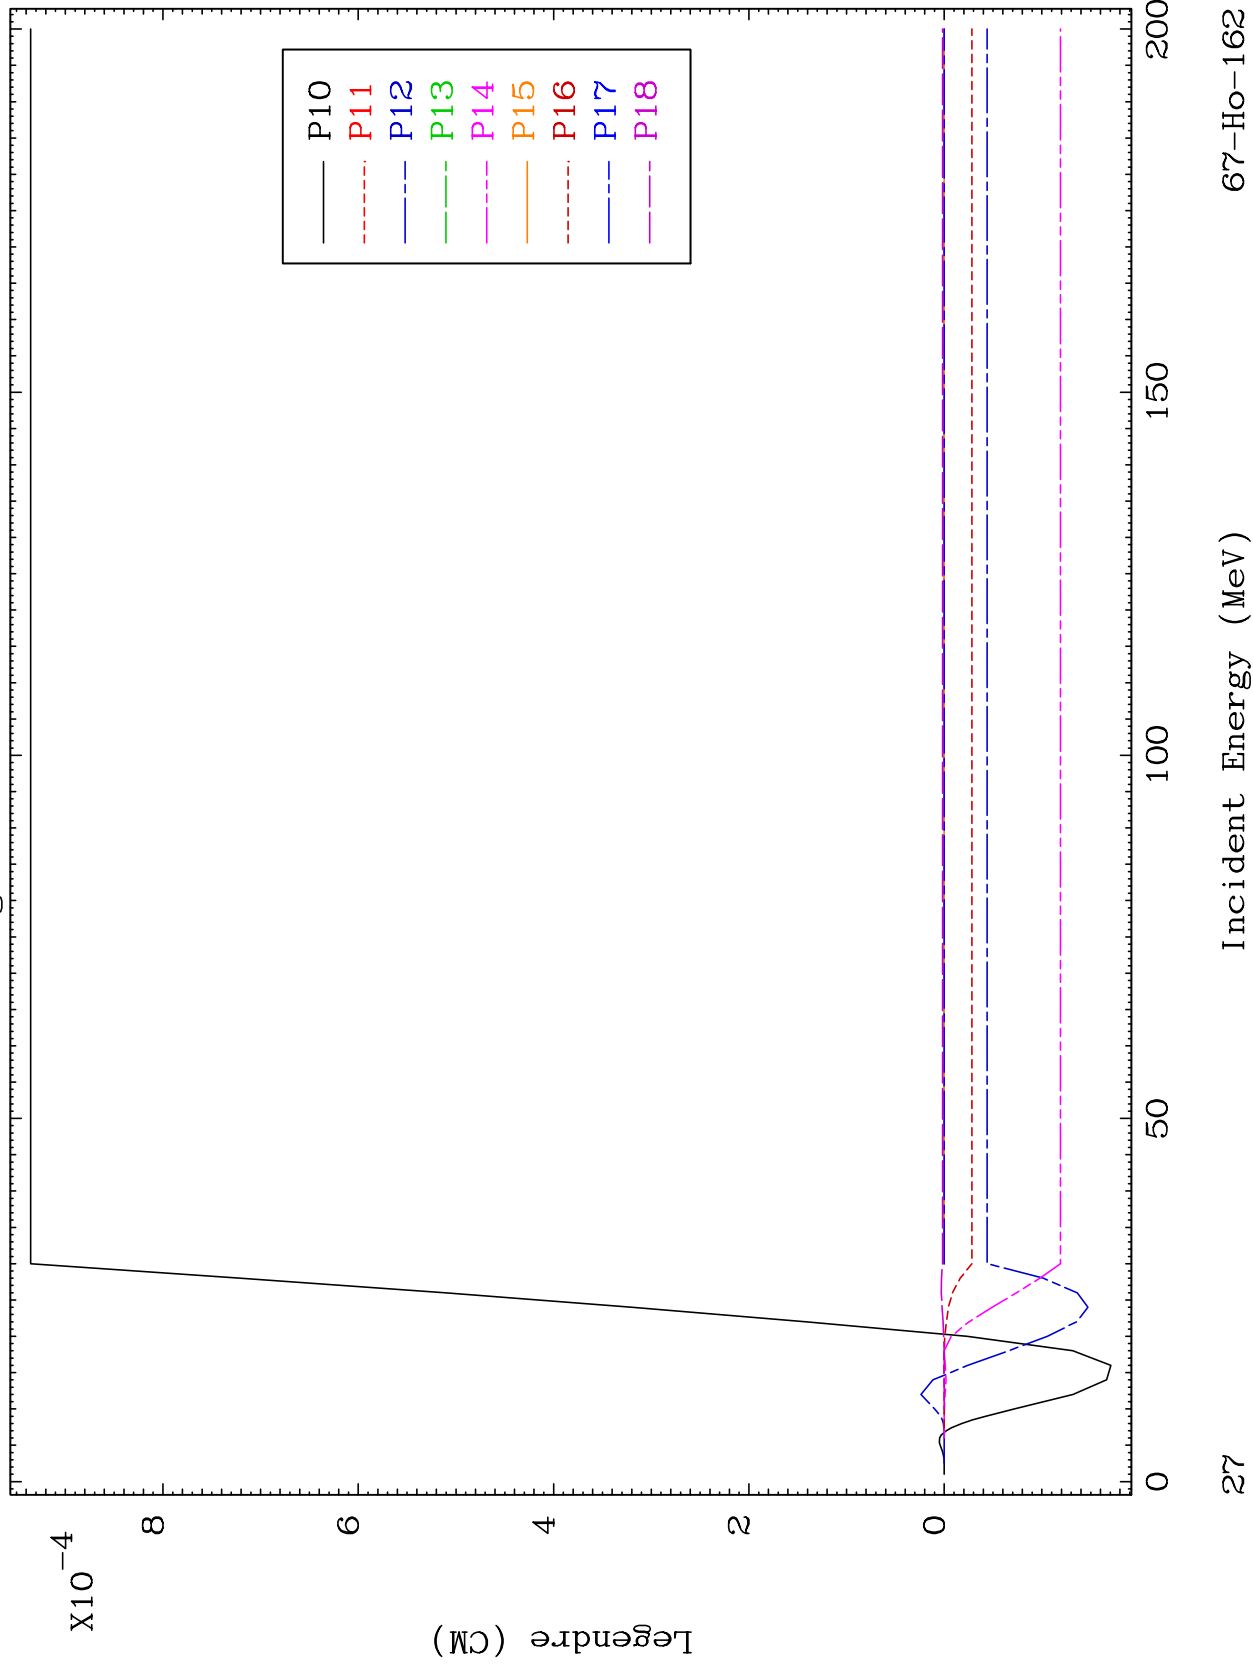 X10⁻⁴
8
6
4
2
0
Legendre (CM)
0
50
100
150
200
Incident Energy (MeV)
27
67-Ho-162
P10
P11
P12
P13
P14
P15
P16
P17
P18